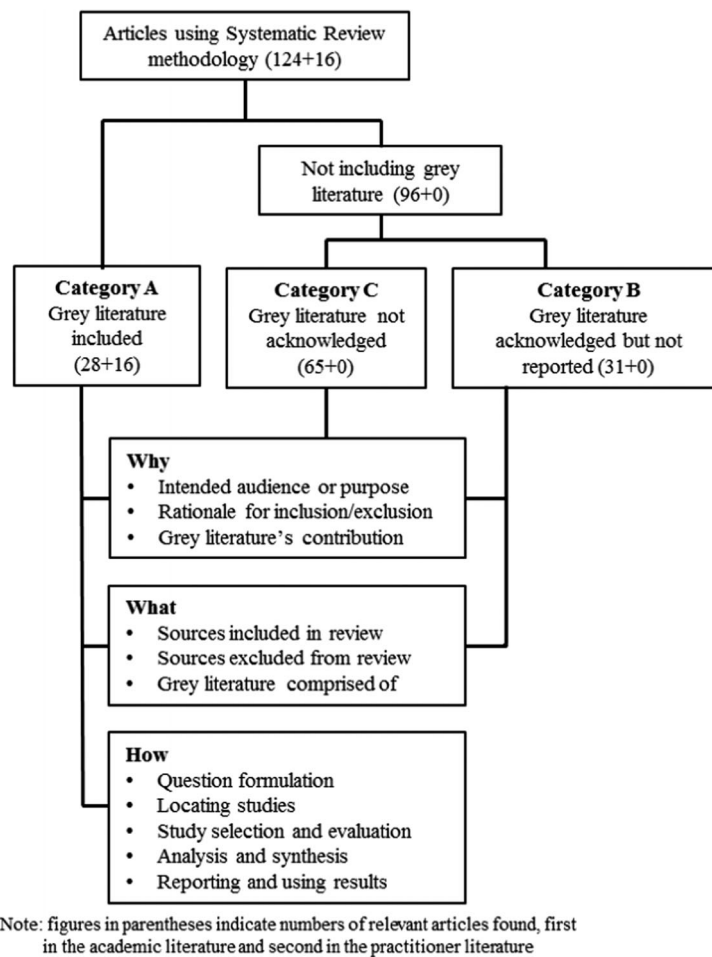 Articles using Systematic Review
methodology (124+16)
Not including grey
literature (96+0)
Category A
Grey literature
included
(28+16)
Category C
Grey literature not
acknowledged
(65+0)
Category B
Grey literature
acknowledged but not
reported (31+0)
Why
• Intended audience or purpose
• Rationale for inclusion/exclusion
• Grey literature's contribution
What
• Sources included in review
• Sources excluded from review
• Grey literature comprised of
How
• Question formulation
• Locating studies
• Study selection and evaluation
• Analysis and synthesis
• Reporting and using results
Note: figures in parentheses indicate numbers of relevant articles found, first
in the academic literature and second in the practitioner literature